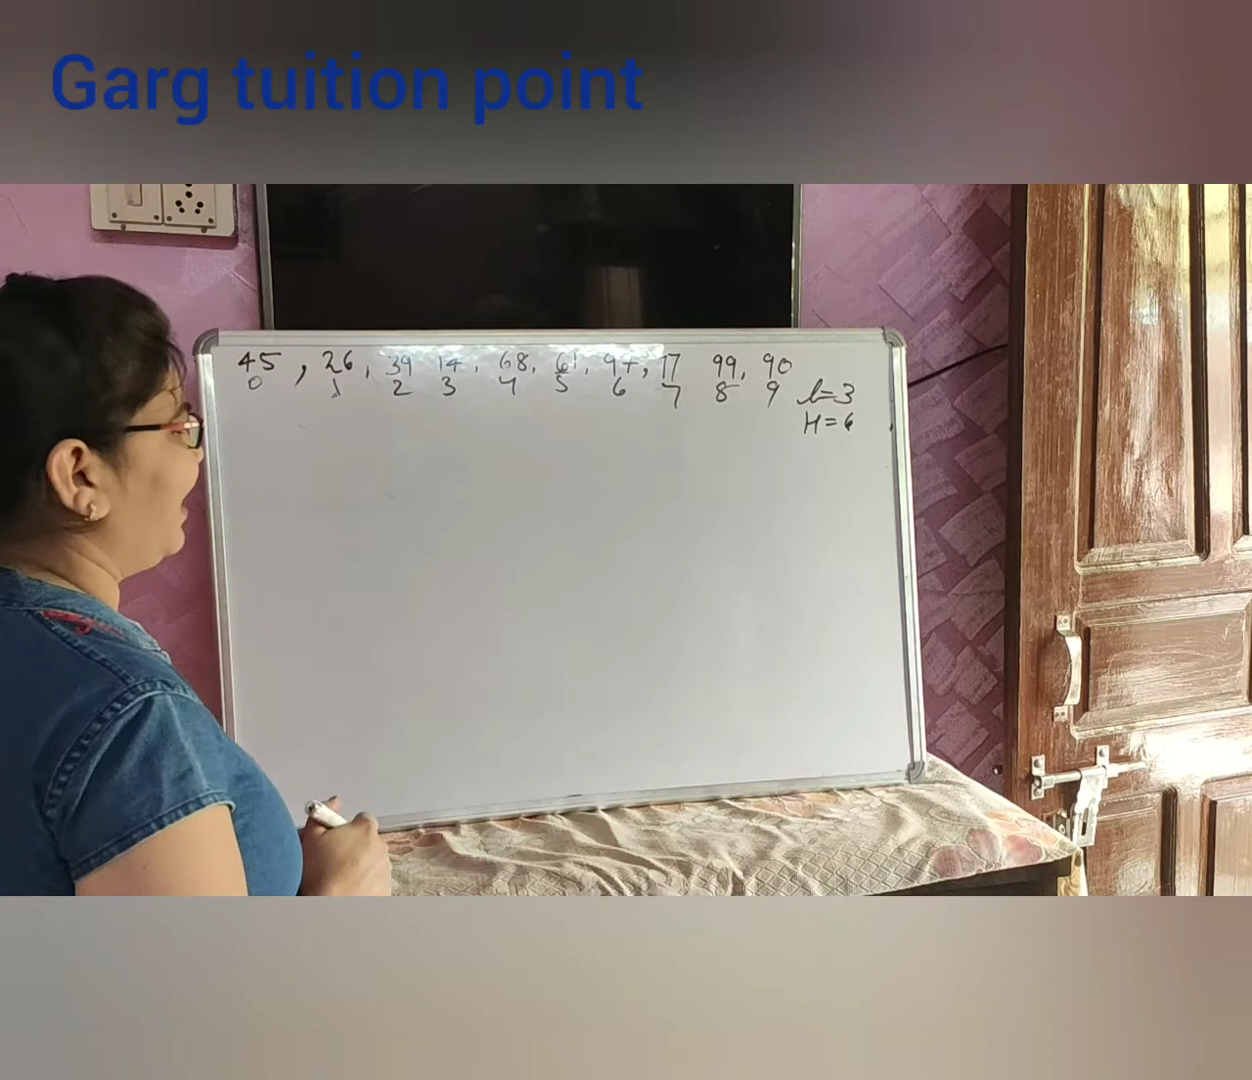 Garg tuition point
45, 26, 39 14, 68, 61, 97, 77 99, 90
0 1 2 3 4 5 6 7 8 9 l=3
H=6